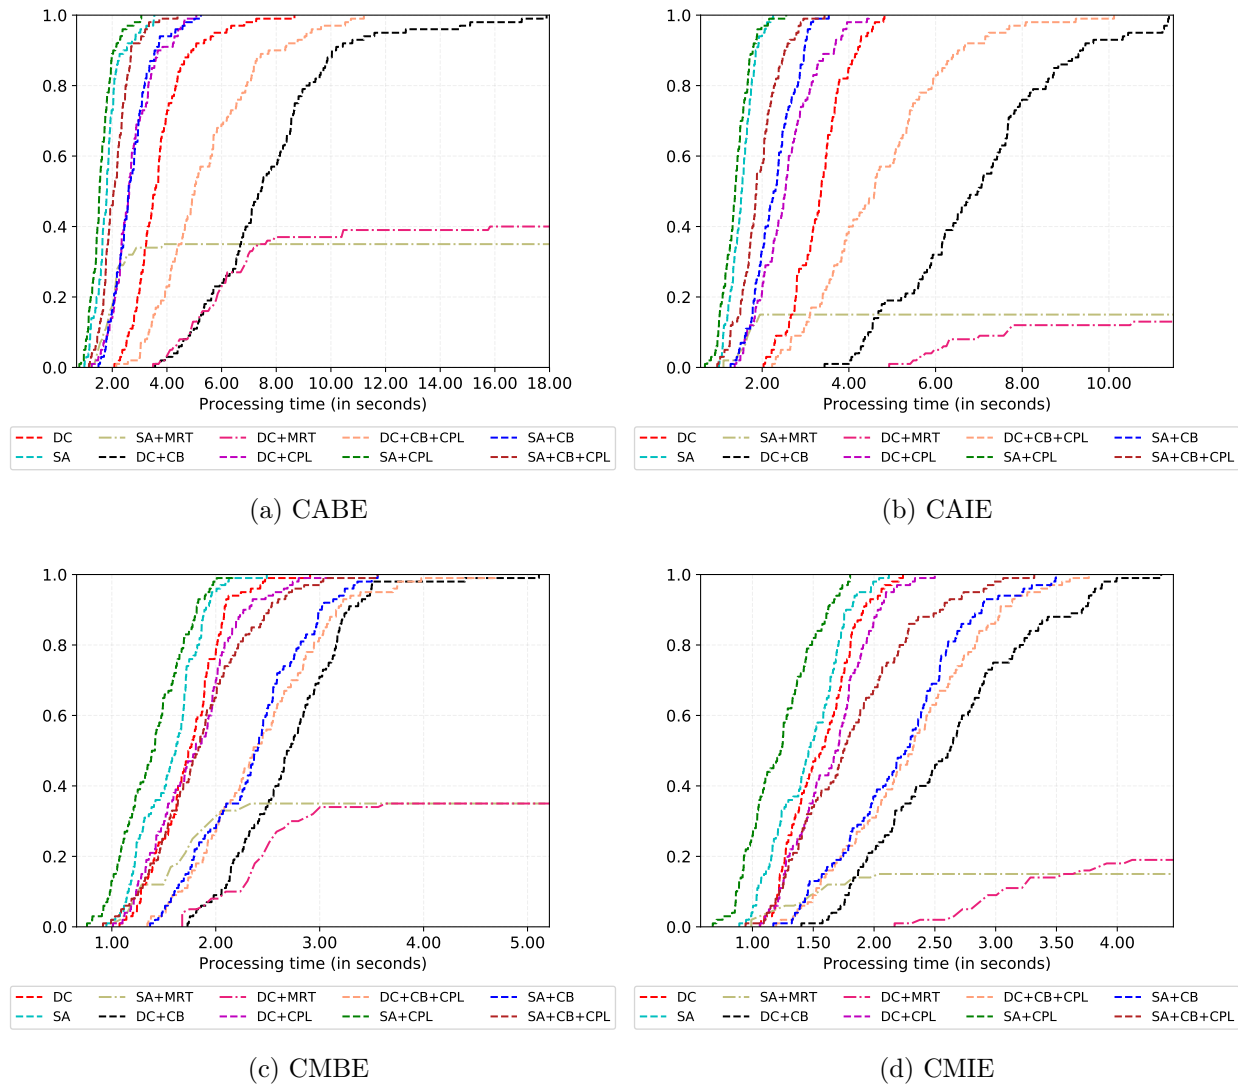 1.0
0.8
0.6
0.4
0.2
0.0
2.00 4.00 6.00 8.00 10.00 12.00 14.00 16.00 18.00
Processing time (in seconds)
DC SA+MRT DC+MRT DC+CB+CPL SA+CB
SA DC+CB DC+CPL SA+CPL SA+CB+CPL
(a) CABE
1.0
0.8
0.6
0.4
0.2
0.0
2.00 4.00 6.00 8.00 10.00
Processing time (in seconds)
DC SA+MRT DC+MRT DC+CB+CPL SA+CB
SA DC+CB DC+CPL SA+CPL SA+CB+CPL
(b) CAIE
1.0
0.8
0.6
0.4
0.2
0.0
1.00 2.00 3.00 4.00 5.00
Processing time (in seconds)
DC SA+MRT DC+MRT DC+CB+CPL SA+CB
SA DC+CB DC+CPL SA+CPL SA+CB+CPL
(c) CMBE
1.0
0.8
0.6
0.4
0.2
0.0
1.00 1.50 2.00 2.50 3.00 3.50 4.00
Processing time (in seconds)
DC SA+MRT DC+MRT DC+CB+CPL SA+CB
SA DC+CB DC+CPL SA+CPL SA+CB+CPL
(d) CMIE